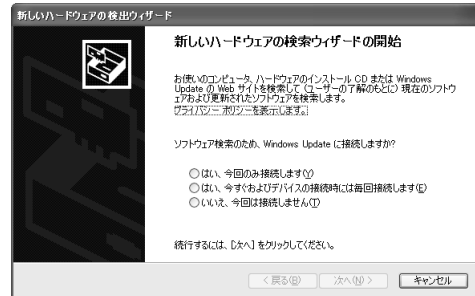 新しいハードウェアの検出ウィザード
新しいハードウェアの検索ウィザードの開始
お使いのコンピュータ、ハードウェアのインストール CD または Windows
Update の Web サイトを検索して (ユーザーの了解のもとに) 現在のソフトウ
ェアおよび更新されたソフトウェアを検索します。
プライバシー ポリシーを表示します。
ソフトウェア検索のため、Windows Update に接続しますか?
はい、今回のみ接続します(Y)
はい、今すぐおよびデバイスの接続時には毎回接続します(E)
いいえ、今回は接続しません(T)
続行するには、[次へ] をクリックしてください。
< 戻る(B)
次へ(N) >
キャンセル